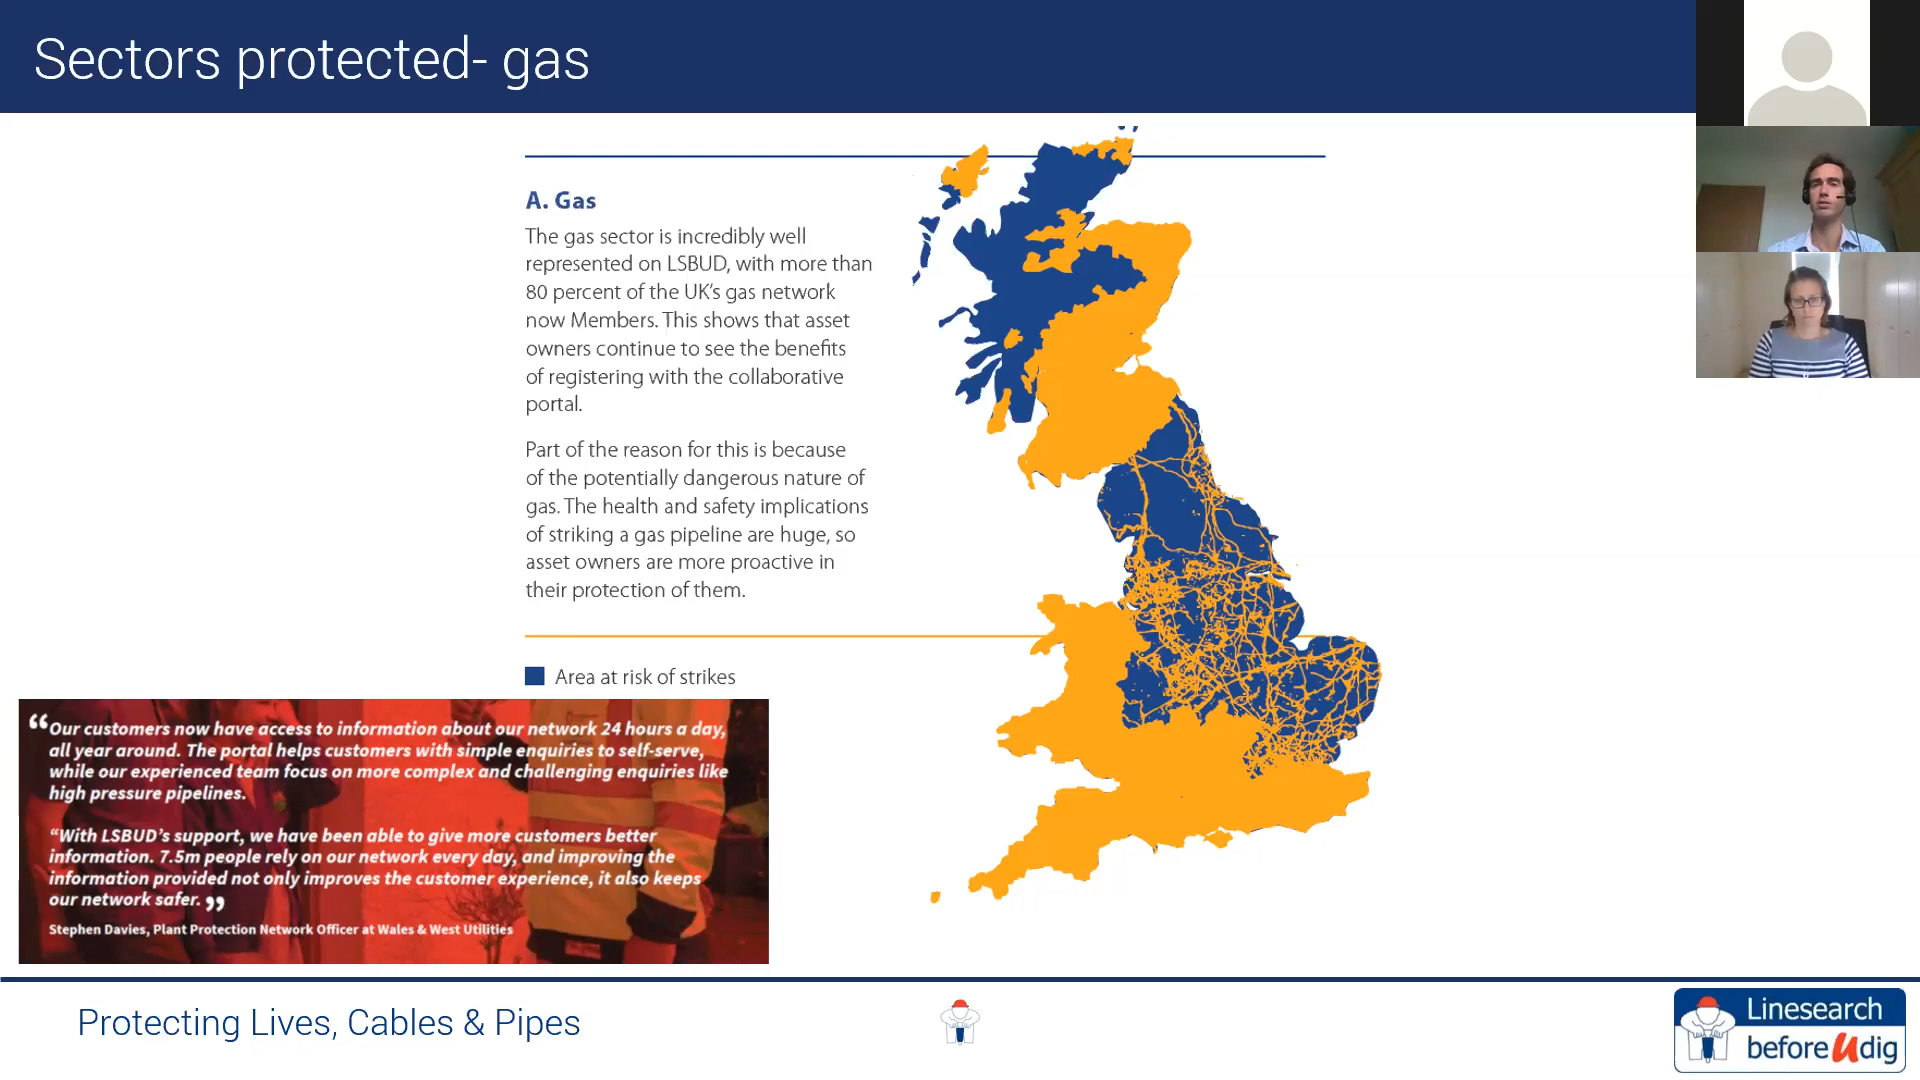 Sectors protected- gas
A. Gas
The gas sector is incredibly well
represented on LSBUD, with more than
80 percent of the UK’s gas network
now Members. This shows that asset
owners continue to see the benefits
of registering with the collaborative
portal.
Part of the reason for this is because
of the potentially dangerous nature of
gas. The health and safety implications
of striking a gas pipeline are huge, so
asset owners are more proactive in
their protection of them.
Area at risk of strikes
“Our customers now have access to information about our network 24 hours a day,
all year around. The portal helps customers with simple enquiries to self-serve,
while our experienced team focus on more complex and challenging enquiries like
high pressure pipelines.
“With LSBUD’s support, we have been able to give more customers better
information. 7.5m people rely on our network every day, and improving the
information provided not only improves the customer experience, it also keeps
our network safer. ”
Stephen Davies, Plant Protection Network Officer at Wales & West Utilities
Protecting Lives, Cables & Pipes
Linesearch
before U dig